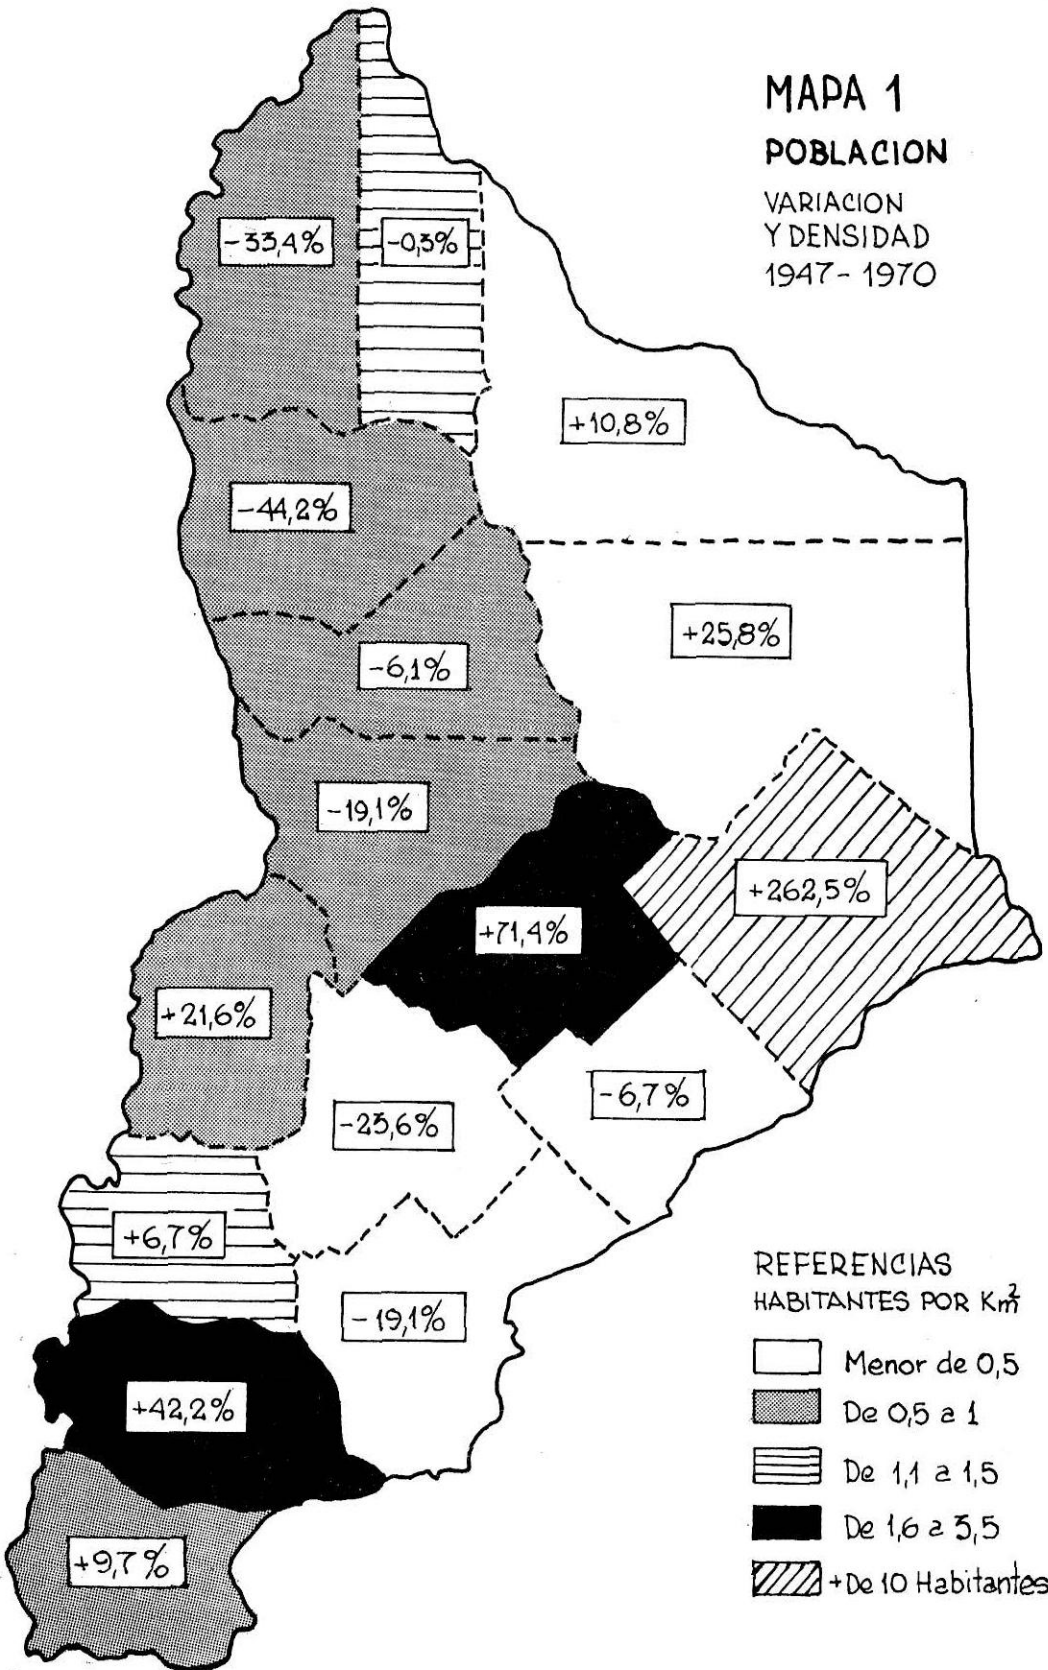 MAPA 1
POBLACION
VARIACION
Y DENSIDAD
1947 - 1970
-33,4%
-0,3%
+10,8%
-44,2%
+25,8%
-6,1%
-19,1%
+262,5%
+71,4%
+21,6%
-6,7%
-23,6%
+6,7%
-19,1%
+42,2%
+9,7%
REFERENCIAS
HABITANTES POR Km²
Menor de 0,5
De 0,5 a 1
De 1,1 a 1,5
De 1,6 a 3,5
+De 10 Habitantes